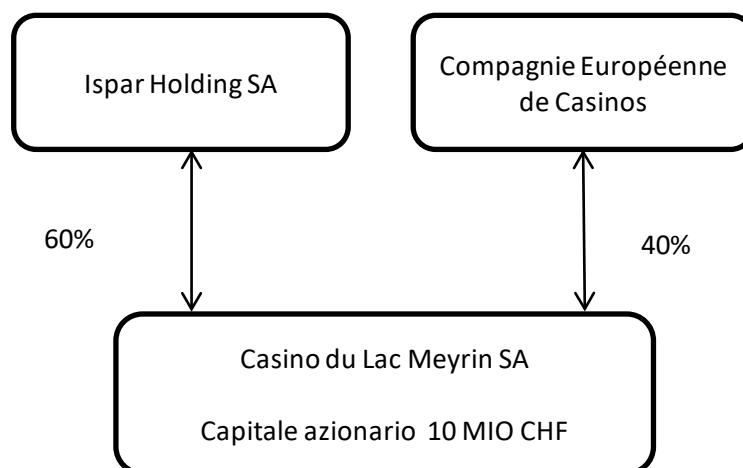 Ispar Holding SA
Compagnie Européenne
de Casinos
60%
40%
Casino du Lac Meyrin SA
Capitale azionario 10 MIO CHF